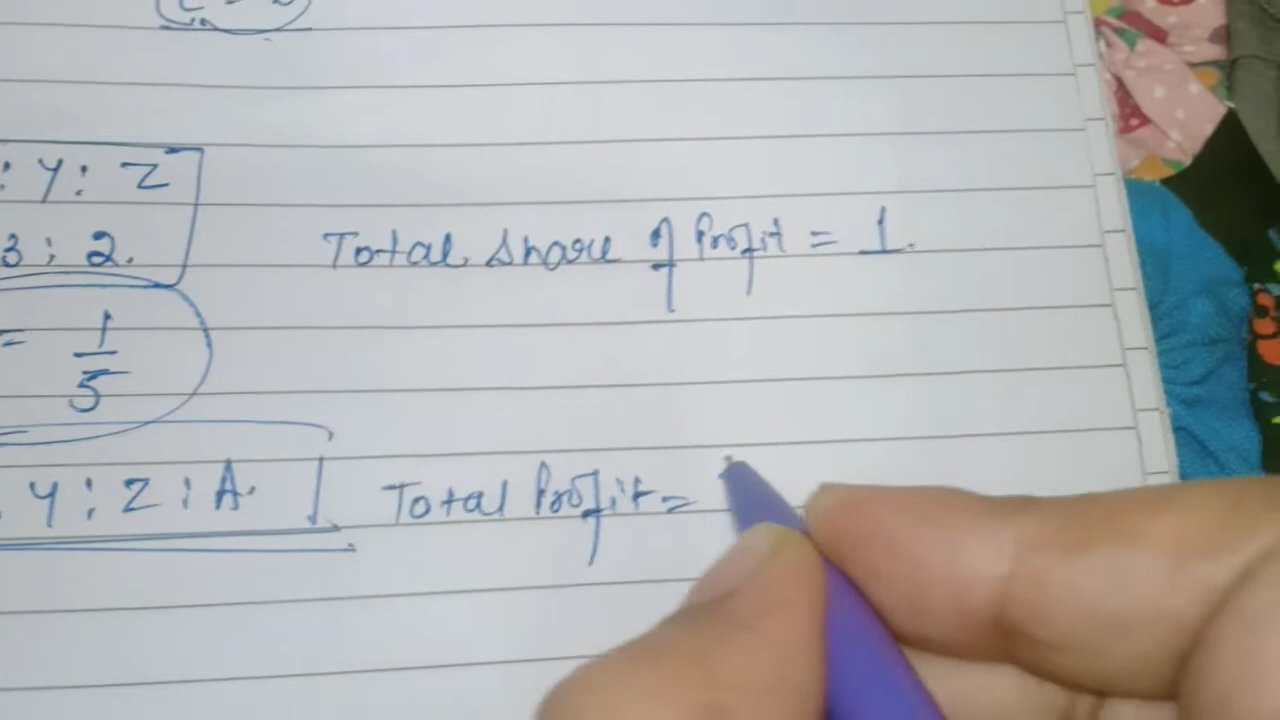 : Y : Z
3 : 2.
Total share of Profit = 1.
= 1/5
Y : Z : A.
Total Profit =